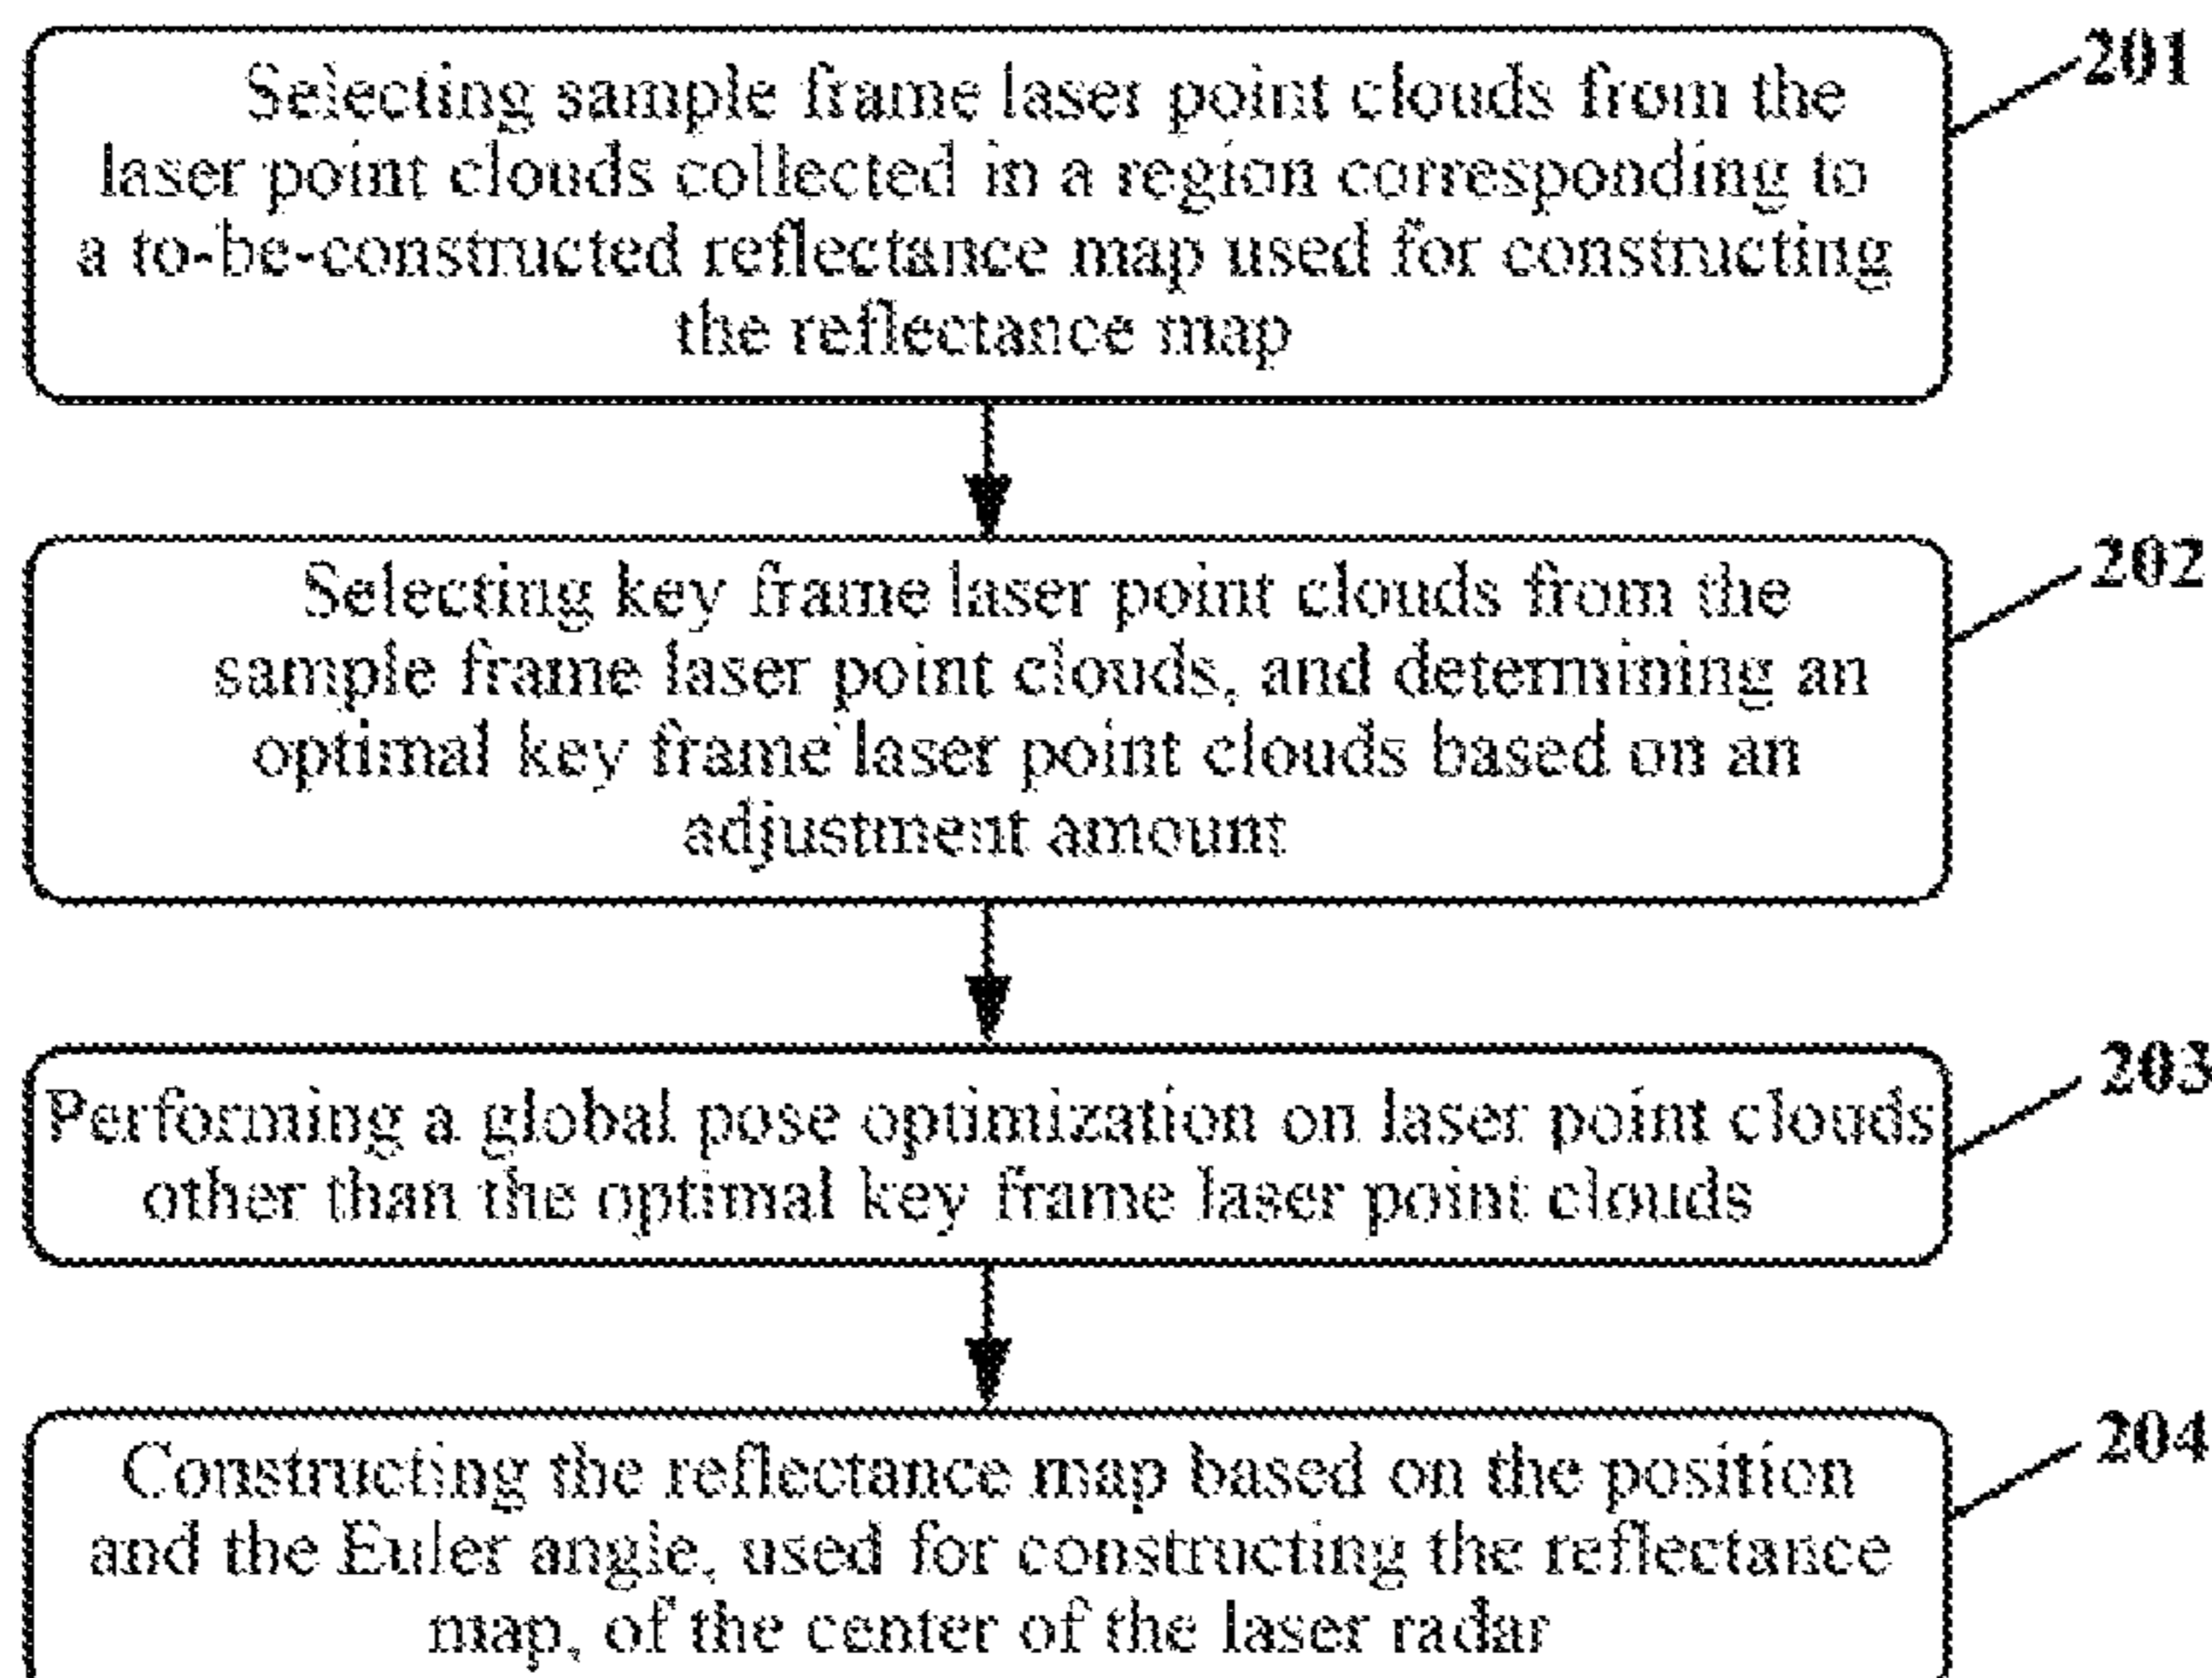 Selecting sample frame laser point clouds from the
laser point clouds collected in a region corresponding to
a to-be-constructed reflectance map used for constructing
the reflectance map
201
Selecting key frame laser point clouds from the
sample frame laser point clouds, and determining an
optimal key frame laser point clouds based on an
adjustment amount
202
Performing a global pose optimization on laser point clouds
other than the optimal key frame laser point clouds
203
Constructing the reflectance map based on the position
and the Euler angle, used for constructing the reflectance
map, of the center of the laser radar
204